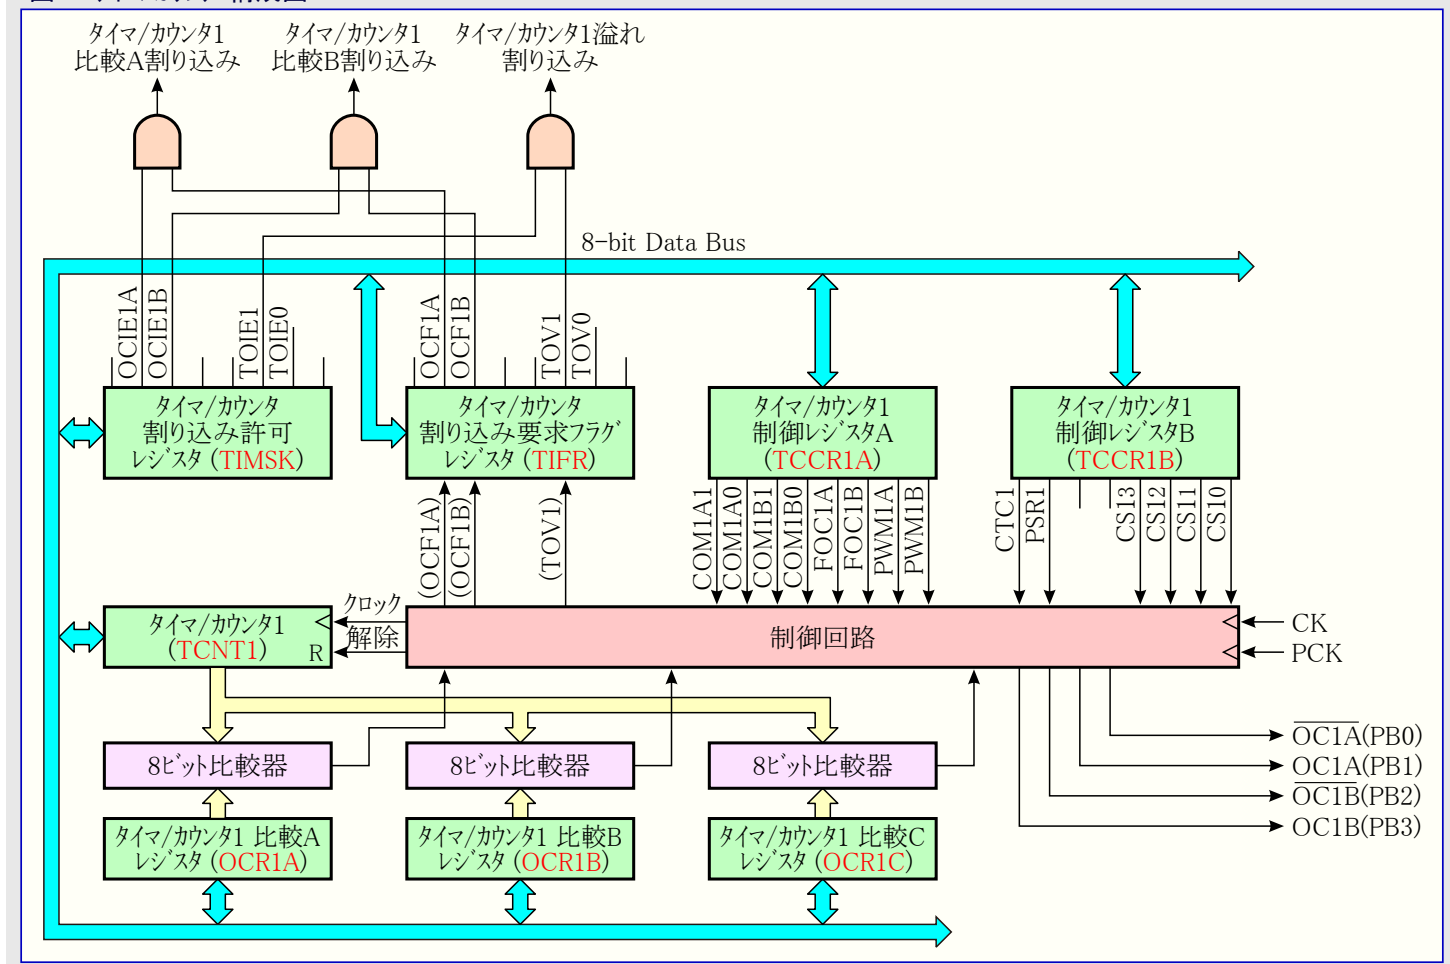 タイマ/カウンタ1
比較A割り込み
タイマ/カウンタ1
比較B割り込み
タイマ/カウンタ1溢れ
割り込み
8-bit Data Bus
OCIE1A
OCIE1B
TOIE1
TOIE0
OCF1A
OCF1B
TOV1
TOV0
タイマ/カウンタ
割り込み許可
レジスタ (TIMSK)
タイマ/カウンタ
割り込み要求フラグ
レジスタ (TIFR)
タイマ/カウンタ1
制御レジスタA
(TCCR1A)
タイマ/カウンタ1
制御レジスタB
(TCCR1B)
(OCF1A)
(OCF1B)
(TOV1)
COM1A1
COM1A0
COM1B1
COM1B0
FOC1A
FOC1B
PWM1A
PWM1B
CTC1
PSR1
CS13
CS12
CS11
CS10
タイマ/カウンタ1
(TCNT1)
R
クロック
解除
制御回路
CK
PCK
8ビット比較器
8ビット比較器
8ビット比較器
OC1A(PB0)
OC1A(PB1)
OC1B(PB2)
OC1B(PB3)
タイマ/カウンタ1 比較A
レジスタ (OCR1A)
タイマ/カウンタ1 比較B
レジスタ (OCR1B)
タイマ/カウンタ1 比較C
レジスタ (OCR1C)